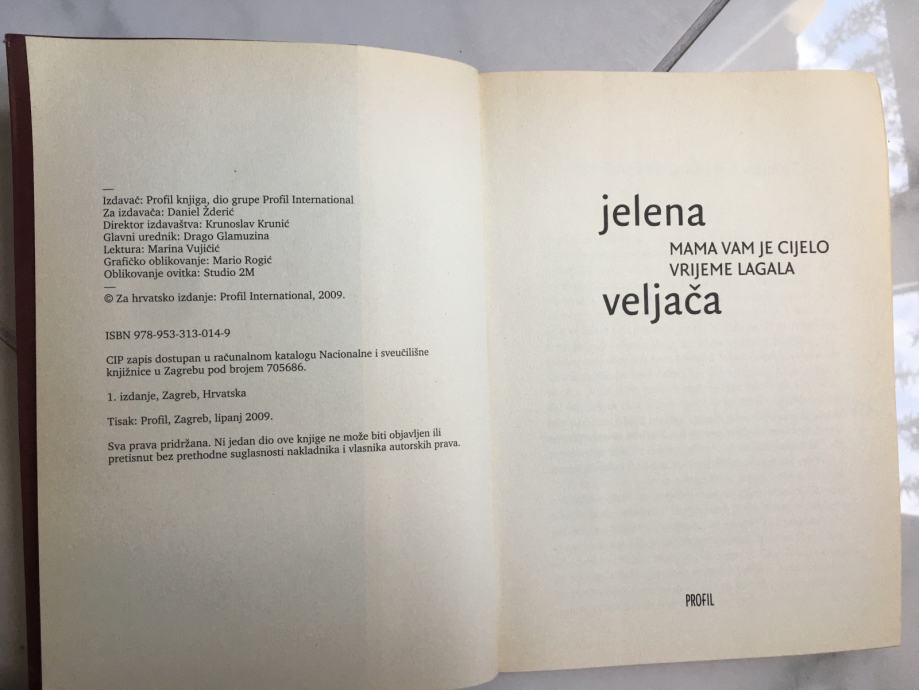 Izdavač: Profil knjiga, dio grupe Profil International
Za izdavača: Daniel Žderić
Direktor izdavaštva: Krunoslav Krunić
Glavni urednik: Drago Glamuzina
Lektura: Marina Vujičić
Grafičko oblikovanje: Mario Rogić
Oblikovanje ovitka: Studio 2M
© Za hrvatsko izdanje: Profil International, 2009.
ISBN 978-953-313-014-9
CIP zapis dostupan u računalnom katalogu Nacionalne i sveučilišne
knjižnice u Zagrebu pod brojem 705686.
1. izdanje, Zagreb, Hrvatska
Tisak: Profil, Zagreb, lipanj 2009.
Sva prava pridržana. Ni jedan dio ove knjige ne može biti objavljen ili
pretisnut bez prethodne suglasnosti nakladnika i vlasnika autorskih prava.
jelena
MAMA VAM JE CIJELO
VRIJEME LAGALA
veljača
PROFIL